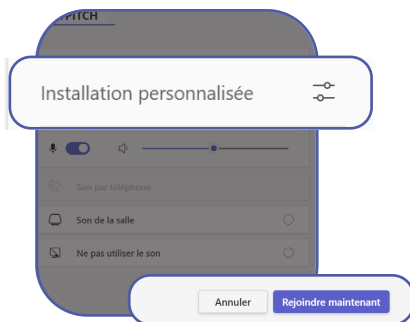 PITCH
Installation personnalisée
Son par téléphone
Son de la salle
Ne pas utiliser le son
Annuler Rejoindre maintenant